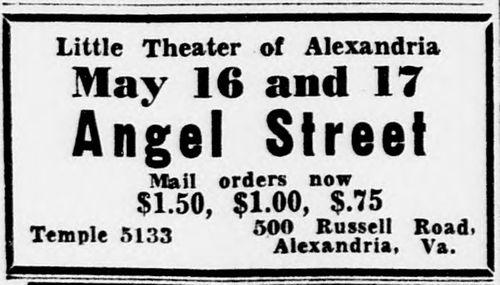 Little Theater of Alexandria
May 16 and 17
Angel Street
Mail orders now
$1.50, $1.00, $.75
Temple 5133
500 Russell Road,
Alexandria, Va.